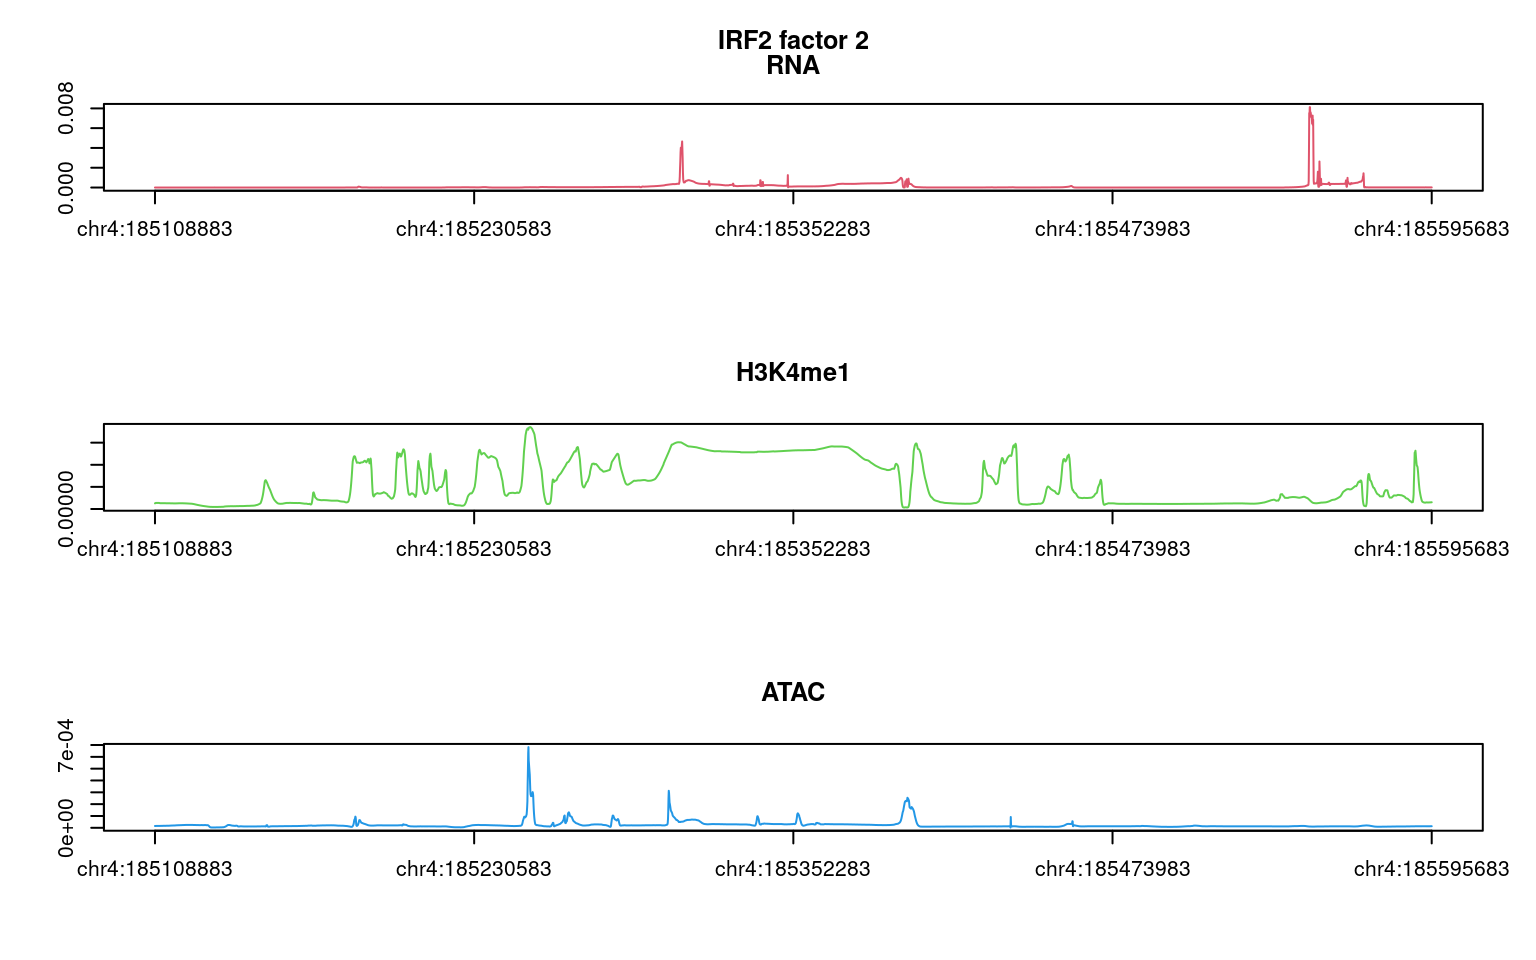 IRF2 factor 2
RNA
0.008
0.000
chr4:185108883 chr4:185230583 chr4:185352283 chr4:185473983 chr4:185595683
H3K4me1
0.00000
chr4:185108883 chr4:185230583 chr4:185352283 chr4:185473983 chr4:185595683
ATAC
7e-04
0e+00
chr4:185108883 chr4:185230583 chr4:185352283 chr4:185473983 chr4:185595683